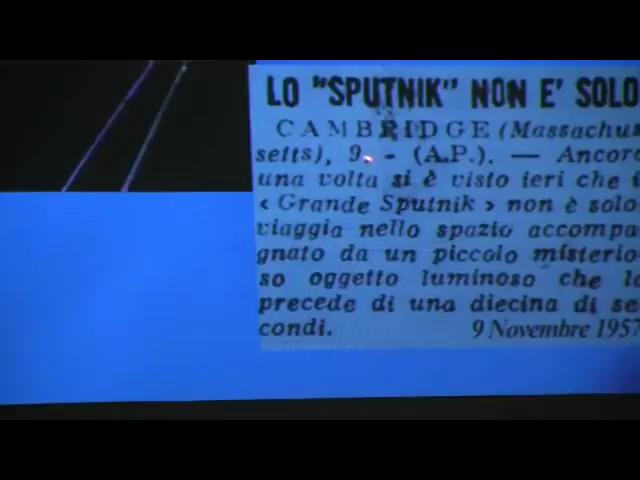 LO "SPUTNIK" NON E' SOLO
CAMBRIDGE (Massachu
setts), 9. - (A.P.). — Ancora
una volta si è visto ieri che i
« Grande Sputnik » non è solo
viaggia nello spazio accompa
gnato da un piccolo misterio-
so oggetto luminoso che lo
precede di una diecina di se
condi.
9 Novembre 1957